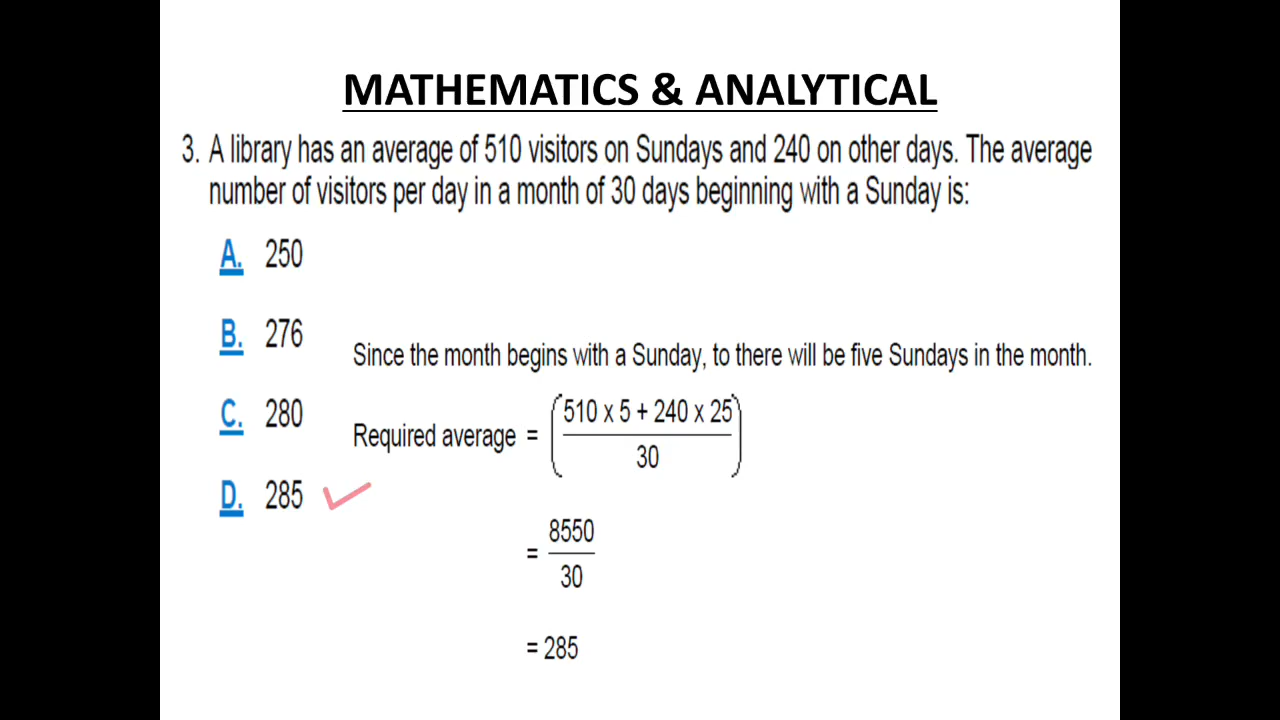 MATHEMATICS & ANALYTICAL
3. A library has an average of 510 visitors on Sundays and 240 on other days. The average
number of visitors per day in a month of 30 days beginning with a Sunday is:
A. 250
B. 276
Since the month begins with a Sunday, to there will be five Sundays in the month.
C. 280
Required average = (510 x 5 + 240 x 25 / 30)
D. 285
= 8550 / 30
= 285